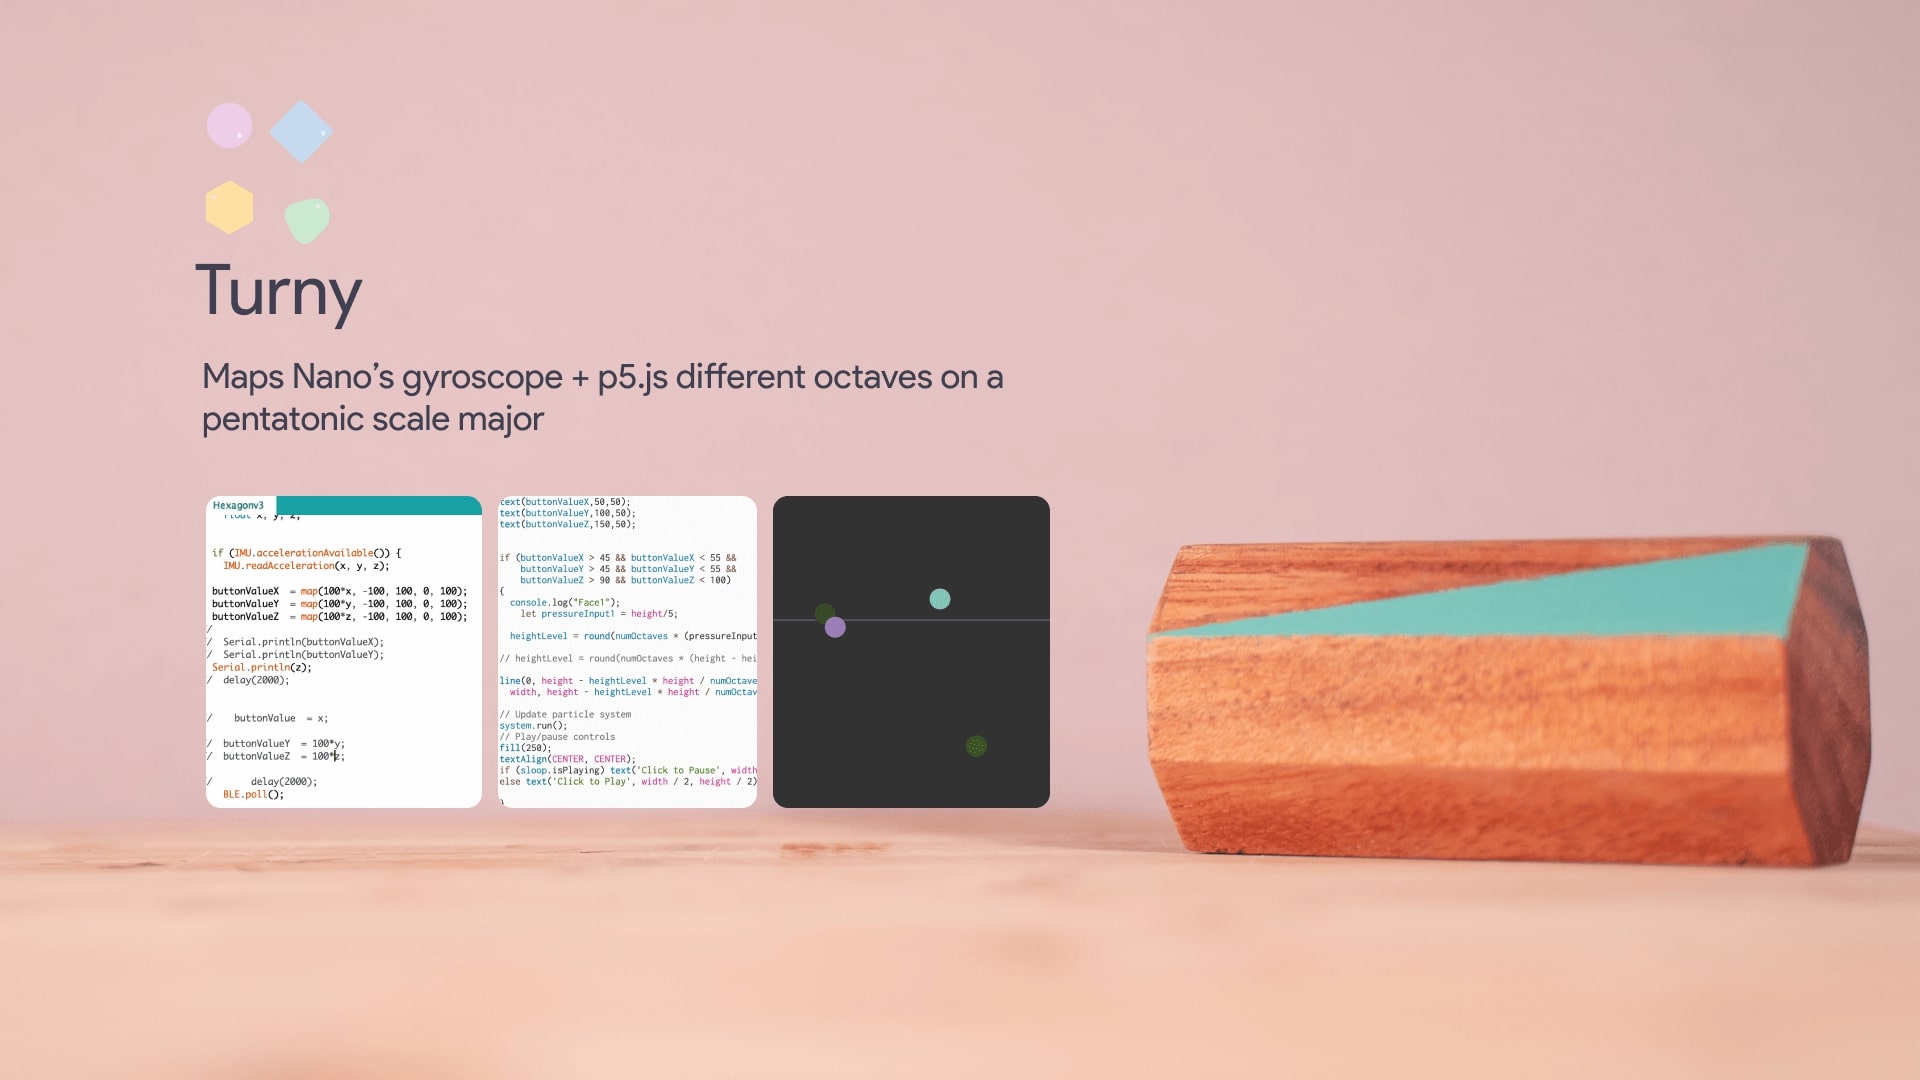 Turny
Maps Nano’s gyroscope + p5.js different octaves on a
pentatonic scale major
Hexagonv3
float x, y, z;
if (IMU.accelerationAvailable()) {
IMU.readAcceleration(x, y, z);
buttonValueX = map(100*x, -100, 100, 0, 100);
buttonValueY = map(100*y, -100, 100, 0, 100);
buttonValueZ = map(100*z, -100, 100, 0, 100);
/
/ Serial.println(buttonValueX);
/ Serial.println(buttonValueY);
Serial.println(z);
/ delay(2000);
/ buttonValue = x;
/ buttonValueY = 100*y;
/ buttonValueZ = 100*z;
/ delay(2000);
BLE.poll();
text(buttonValueX,50,50);
text(buttonValueY,100,50);
text(buttonValueZ,150,50);
if (buttonValueX > 45 && buttonValueX < 55 &&
buttonValueY > 45 && buttonValueY < 55 &&
buttonValueZ > 90 && buttonValueZ < 100)
{
console.log("Face1");
let pressureInput1 = height/5;
heightLevel = round(numOctaves * (pressureInput
// heightLevel = round(numOctaves * (height - hei
line(0, height - heightLevel * height / numOctave
width, height - heightLevel * height / numOctav
// Update particle system
system.run();
// Play/pause controls
fill(250);
textAlign(CENTER, CENTER);
if (sloop.isPlaying) text('Click to Pause', width
else text('Click to Play', width / 2, height / 2)
}